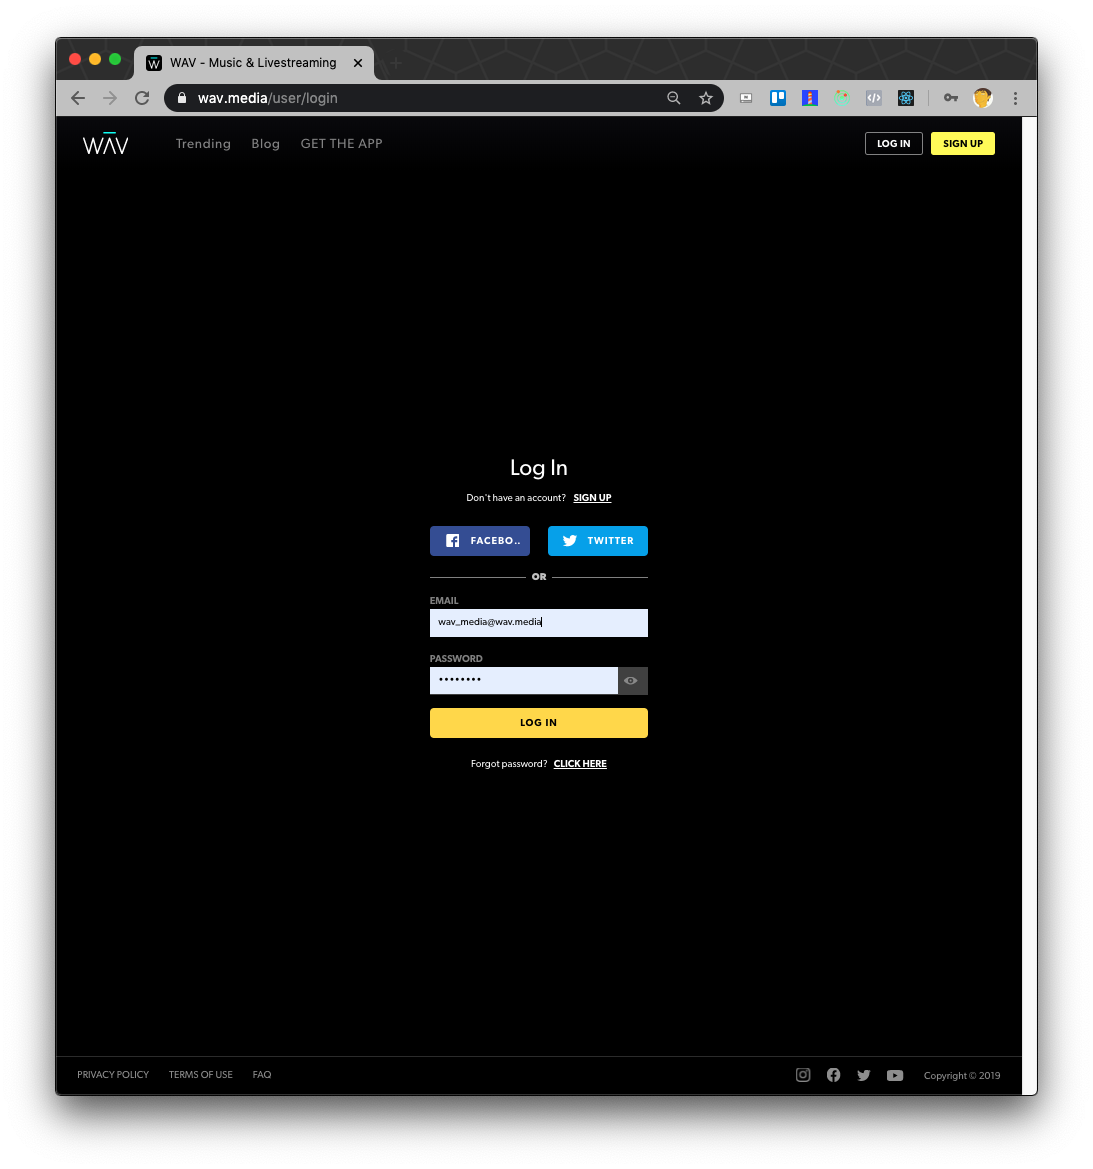 WAV - Music & Livestreaming
wav.media/user/login
WAV Trending Blog GET THE APP LOG IN SIGN UP
Log In
Don't have an account? SIGN UP
FACEBO.. TWITTER
OR
EMAIL
wav_media@wav.media
PASSWORD
••••••••
LOG IN
Forgot password? CLICK HERE
PRIVACY POLICY TERMS OF USE FAQ Copyright © 2019